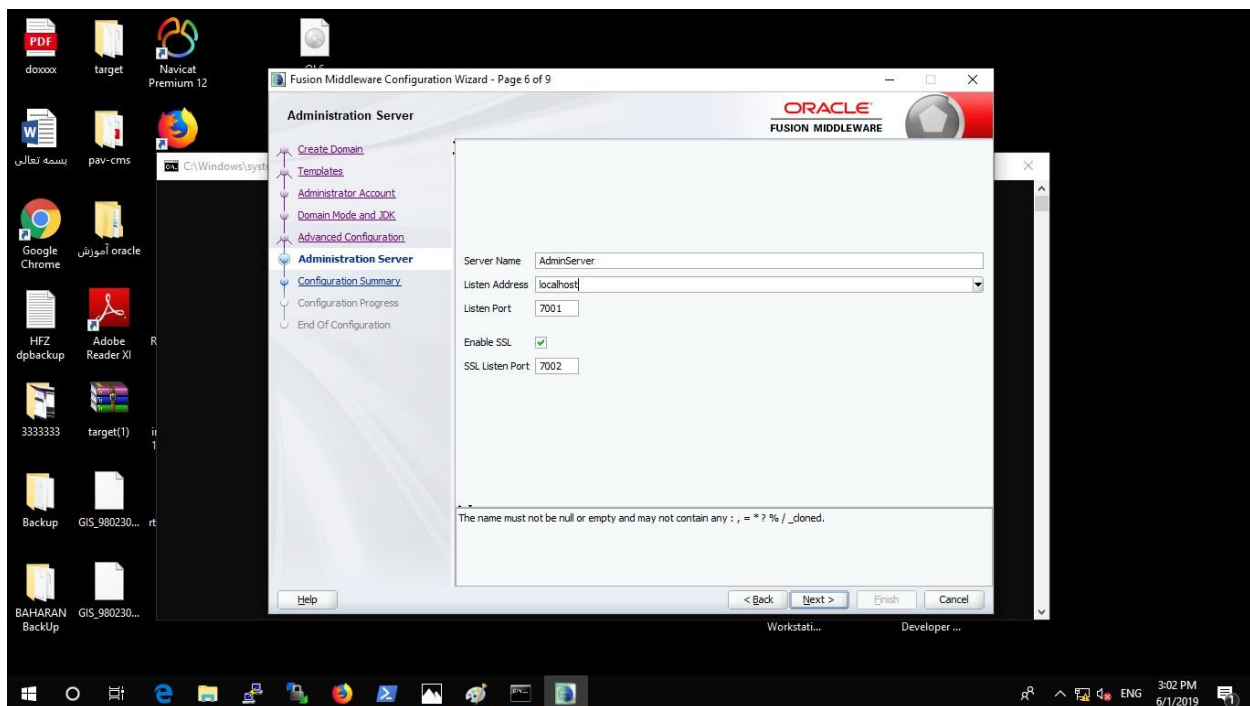 PDF
doxxxx
target
Navicat
Premium 12
Fusion Middleware Configuration Wizard - Page 6 of 9
Administration Server
ORACLE
FUSION MIDDLEWARE
بسمه تعالی
pav-cms
C:\Windows\syst
Create Domain
Templates
Administrator Account
Domain Mode and JDK
Advanced Configuration
Administration Server
Configuration Summary
Configuration Progress
End Of Configuration
Server Name AdminServer
Listen Address localhost
Listen Port 7001
Enable SSL
SSL Listen Port 7002
Google
Chrome
آموزش oracle
HFZ
dpbackup
Adobe
Reader XI
R
3333333
target(1)
Backup
GIS_980230...
rt
The name must not be null or empty and may not contain any : , = * ? % / _cloned.
BAHARAN
BackUp
GIS_980230...
Help
< Back
Next >
Finish
Cancel
Workstati...
Developer ...
ENG
3:02 PM
6/1/2019